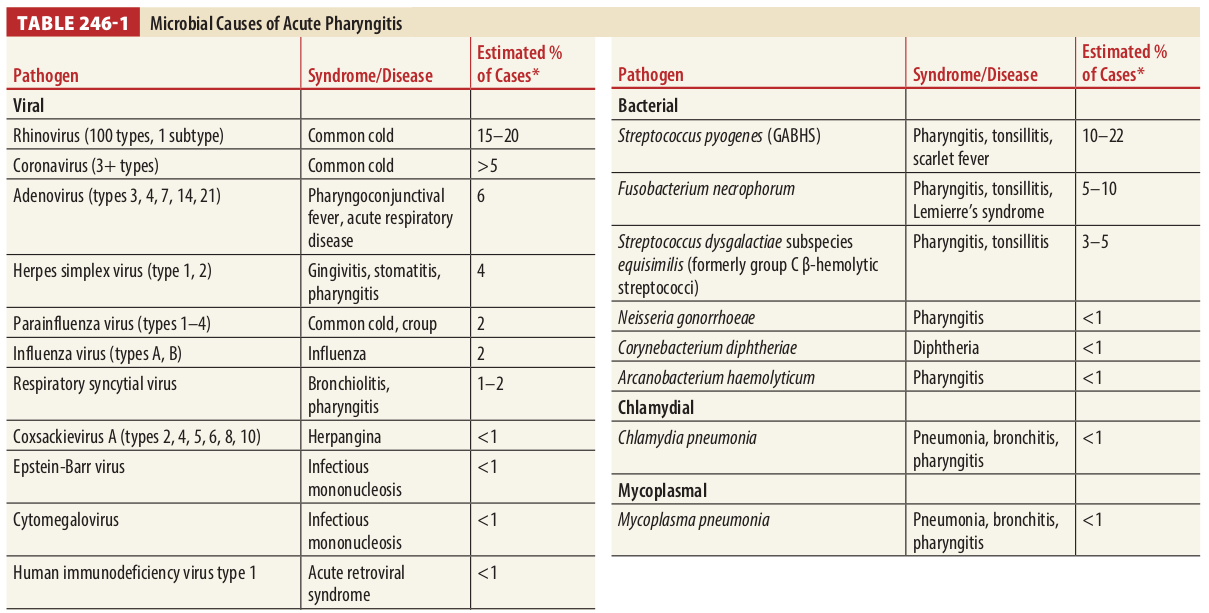 TABLE 246-1 Microbial Causes of Acute Pharyngitis
Pathogen Syndrome/Disease Estimated % of Cases*
Viral
Rhinovirus (100 types, 1 subtype) Common cold 15–20
Coronavirus (3+ types) Common cold >5
Adenovirus (types 3, 4, 7, 14, 21) Pharyngoconjunctival 6
fever, acute respiratory
disease
Herpes simplex virus (type 1, 2) Gingivitis, stomatitis, 4
pharyngitis
Parainfluenza virus (types 1–4) Common cold, croup 2
Influenza virus (types A, B) Influenza 2
Respiratory syncytial virus Bronchiolitis, 1–2
pharyngitis
Coxsackievirus A (types 2, 4, 5, 6, 8, 10) Herpangina <1
Epstein-Barr virus Infectious <1
mononucleosis
Cytomegalovirus Infectious <1
mononucleosis
Human immunodeficiency virus type 1 Acute retroviral <1
syndrome
Pathogen Syndrome/Disease Estimated % of Cases*
Bacterial
Streptococcus pyogenes (GABHS) Pharyngitis, tonsillitis, 10–22
scarlet fever
Fusobacterium necrophorum Pharyngitis, tonsillitis, 5–10
Lemierre's syndrome
Streptococcus dysgalactiae subspecies Pharyngitis, tonsillitis 3–5
equisimilis (formerly group C β-hemolytic
streptococci)
Neisseria gonorrhoeae Pharyngitis <1
Corynebacterium diphtheriae Diphtheria <1
Arcanobacterium haemolyticum Pharyngitis <1
Chlamydial
Chlamydia pneumonia Pneumonia, bronchitis, <1
pharyngitis
Mycoplasmal
Mycoplasma pneumonia Pneumonia, bronchitis, <1
pharyngitis